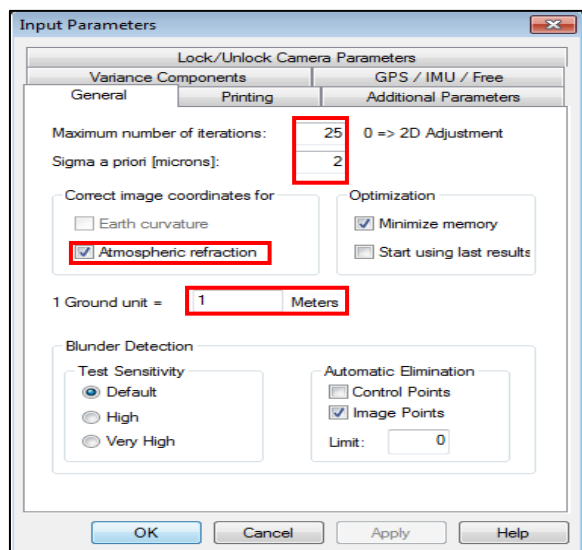 Input Parameters
Lock/Unlock Camera Parameters
Variance Components GPS / IMU / Free
General Printing Additional Parameters
Maximum number of iterations: 25 0 => 2D Adjustment
Sigma a priori [microns]: 2
Correct image coordinates for Optimization
Earth curvature Minimize memory
Atmospheric refraction Start using last results
1 Ground unit = 1 Meters
Blunder Detection
Test Sensitivity Automatic Elimination
Default Control Points
High Image Points
Very High Limit: 0
OK Cancel Apply Help